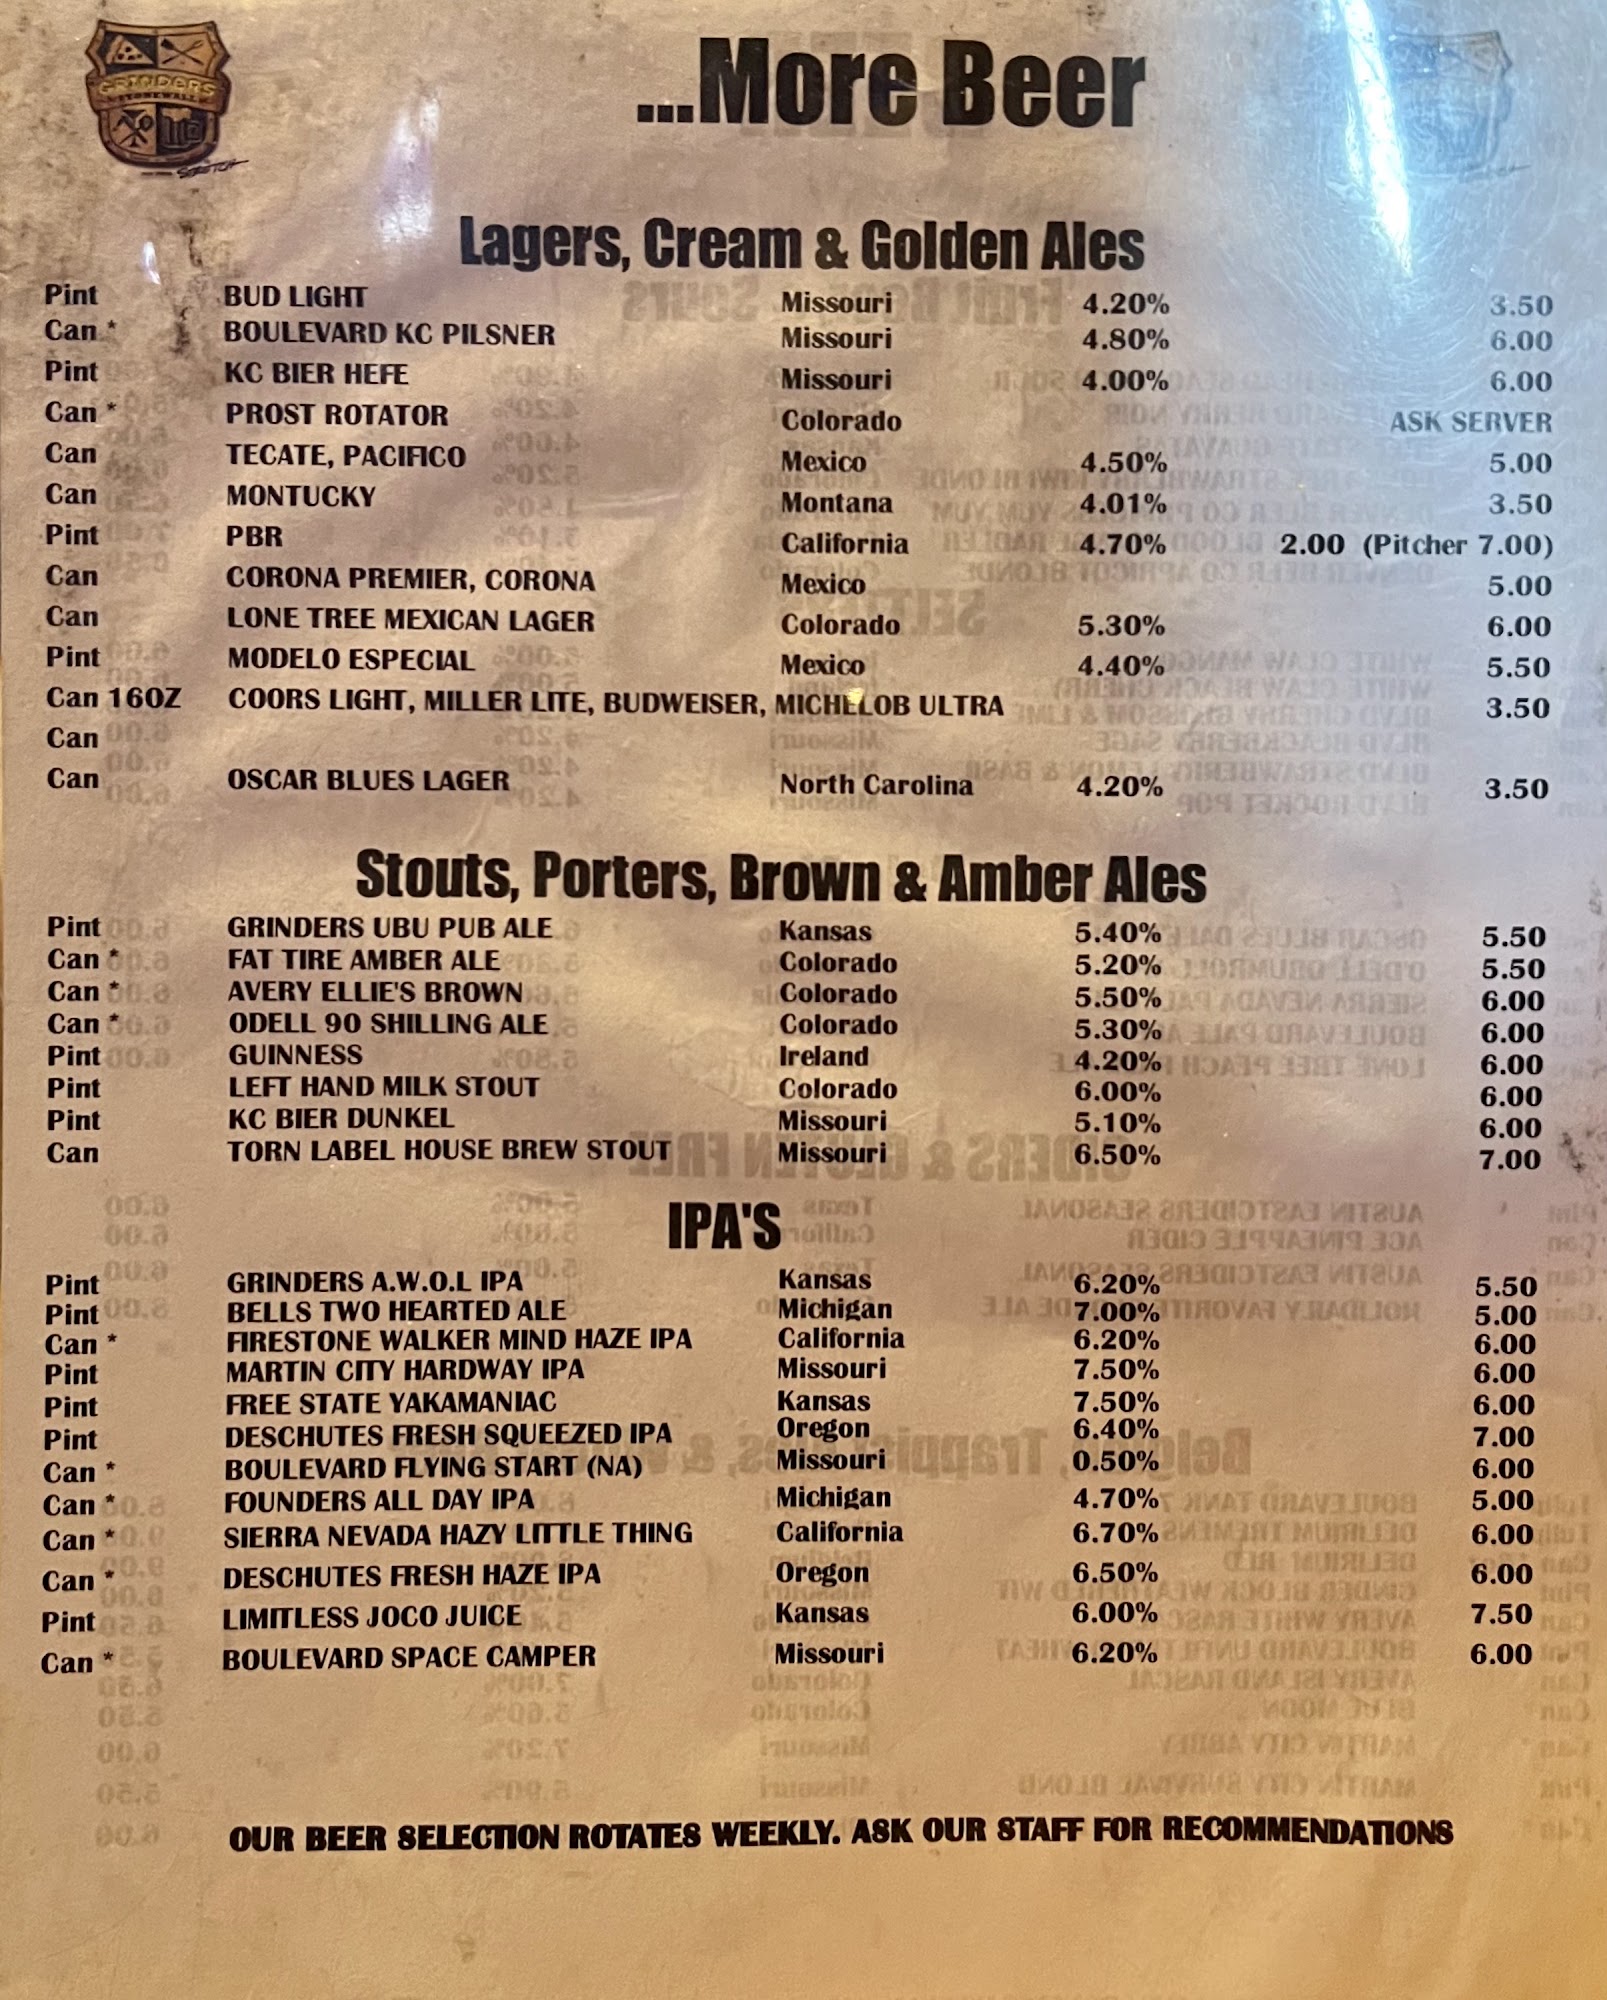 GRINDERS
STONEWALL
...More Beer
Lagers, Cream & Golden Ales
Pint BUD LIGHT Missouri 4.20% 3.50
Can * BOULEVARD KC PILSNER Missouri 4.80% 6.00
Pint KC BIER HEFE Missouri 4.00% 6.00
Can * PROST ROTATOR Colorado ASK SERVER
Can TECATE, PACIFICO Mexico 4.50% 5.00
Can MONTUCKY Montana 4.01% 3.50
Pint PBR California 4.70% 2.00 (Pitcher 7.00)
Can CORONA PREMIER, CORONA Mexico 5.00
Can LONE TREE MEXICAN LAGER Colorado 5.30% 6.00
Pint MODELO ESPECIAL Mexico 4.40% 5.50
Can 16OZ COORS LIGHT, MILLER LITE, BUDWEISER, MICHELOB ULTRA 3.50
Can
Can OSCAR BLUES LAGER North Carolina 4.20% 3.50
Stouts, Porters, Brown & Amber Ales
Pint GRINDERS UBU PUB ALE Kansas 5.40% 5.50
Can * FAT TIRE AMBER ALE Colorado 5.20% 5.50
Can * AVERY ELLIE'S BROWN Colorado 5.50% 6.00
Can * ODELL 90 SHILLING ALE Colorado 5.30% 6.00
Pint GUINNESS Ireland 4.20% 6.00
Pint LEFT HAND MILK STOUT Colorado 6.00% 6.00
Pint KC BIER DUNKEL Missouri 5.10% 6.00
Can TORN LABEL HOUSE BREW STOUT Missouri 6.50% 7.00
IPA'S
Pint GRINDERS A.W.O.L IPA Kansas 6.20% 5.50
Pint BELLS TWO HEARTED ALE Michigan 7.00% 5.00
Can * FIRESTONE WALKER MIND HAZE IPA California 6.20% 6.00
Pint MARTIN CITY HARDWAY IPA Missouri 7.50% 6.00
Pint FREE STATE YAKAMANIAC Kansas 7.50% 6.00
Pint DESCHUTES FRESH SQUEEZED IPA Oregon 6.40% 7.00
Can * BOULEVARD FLYING START (NA) Missouri 0.50% 6.00
Can * FOUNDERS ALL DAY IPA Michigan 4.70% 5.00
Can * SIERRA NEVADA HAZY LITTLE THING California 6.70% 6.00
Can * DESCHUTES FRESH HAZE IPA Oregon 6.50% 6.00
Pint LIMITLESS JOCO JUICE Kansas 6.00% 7.50
Can * BOULEVARD SPACE CAMPER Missouri 6.20% 6.00
OUR BEER SELECTION ROTATES WEEKLY. ASK OUR STAFF FOR RECOMMENDATIONS